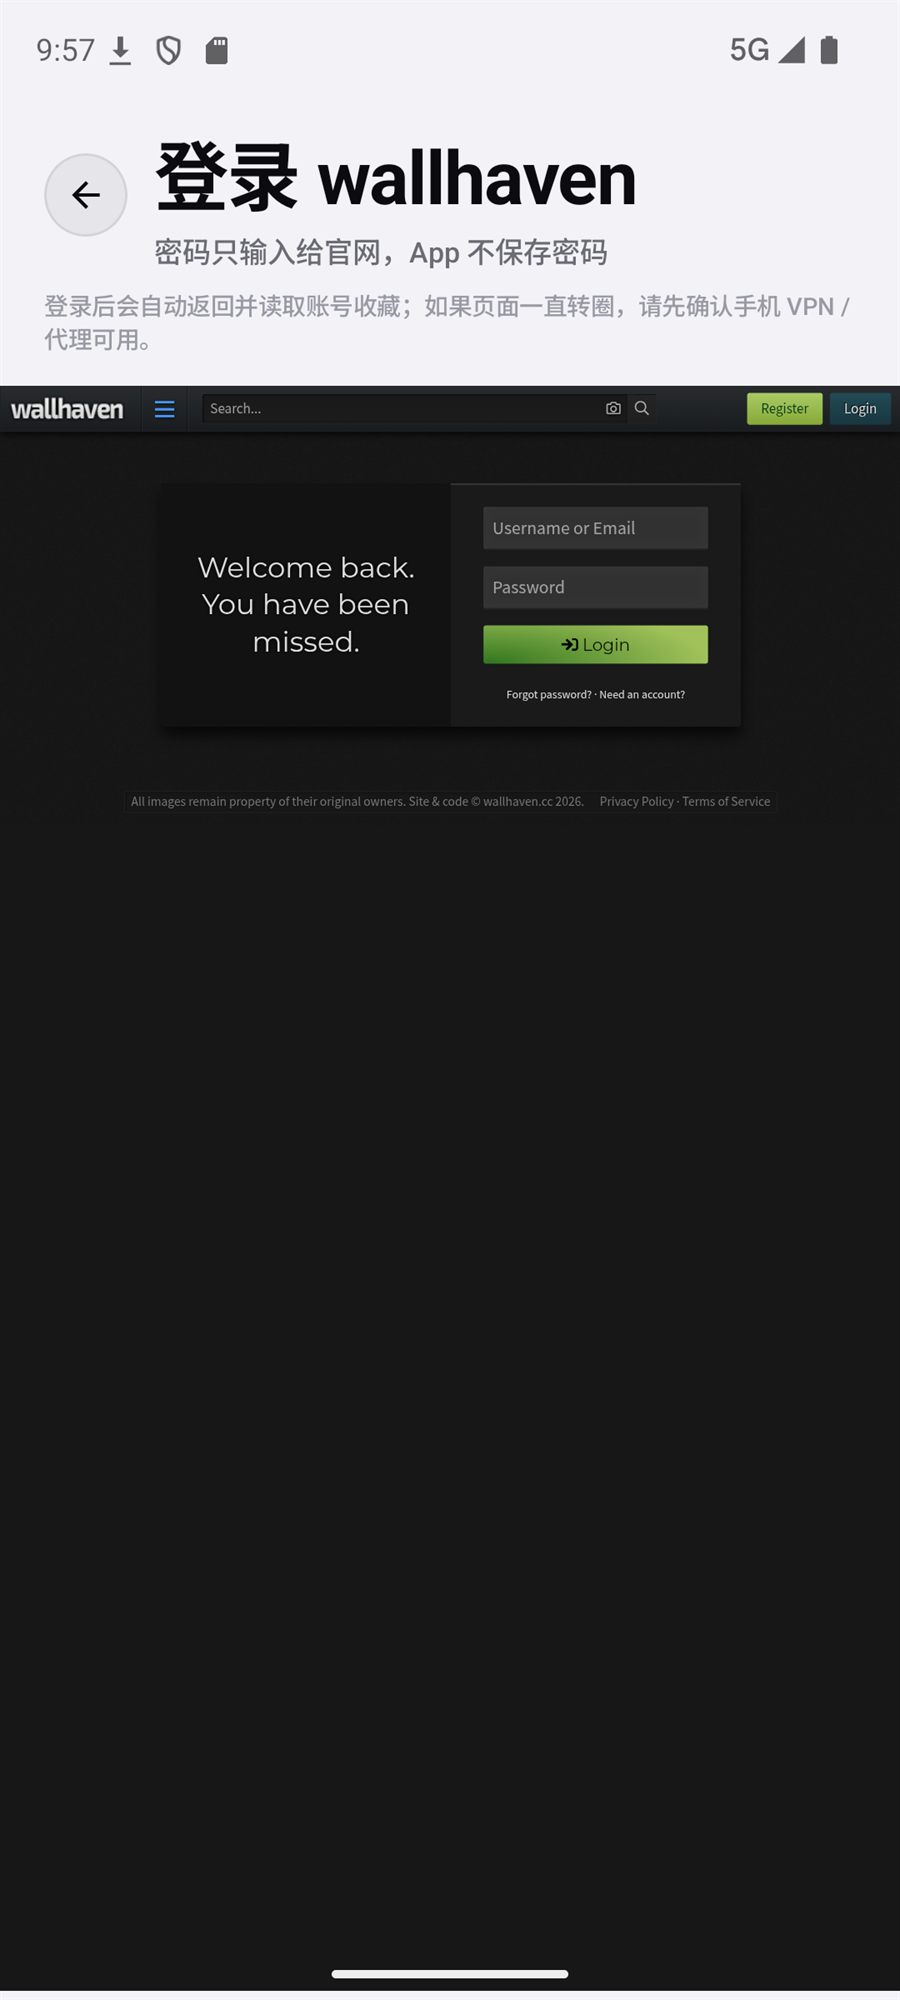 9:57
5G
登录 wallhaven
密码只输入给官网，App 不保存密码
登录后会自动返回并读取账号收藏；如果页面一直转圈，请先确认手机 VPN /
代理可用。
wallhaven
Search...
Register
Login
Welcome back.
You have been
missed.
Username or Email
Password
Login
Forgot password? · Need an account?
All images remain property of their original owners. Site & code © wallhaven.cc 2026. Privacy Policy · Terms of Service